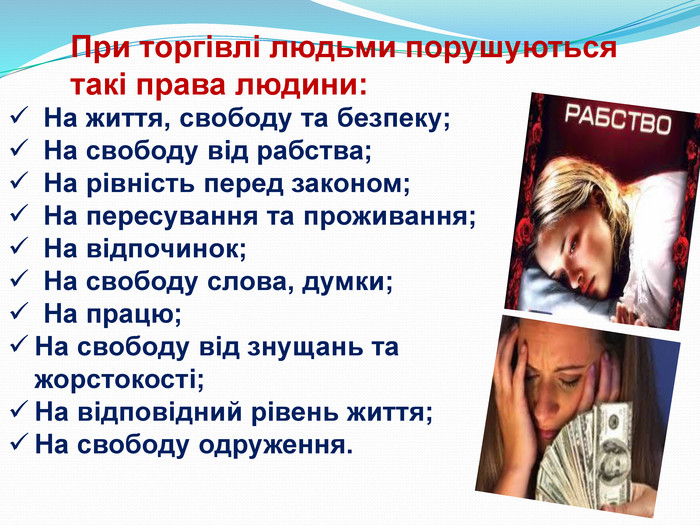 При торгівлі людьми порушуються
такі права людини:
✓ На життя, свободу та безпеку;
✓ На свободу від рабства;
✓ На рівність перед законом;
✓ На пересування та проживання;
✓ На відпочинок;
✓ На свободу слова, думки;
✓ На працю;
✓ На свободу від знущань та
жорстокості;
✓ На відповідний рівень життя;
✓ На свободу одруження.
РАБСТВО